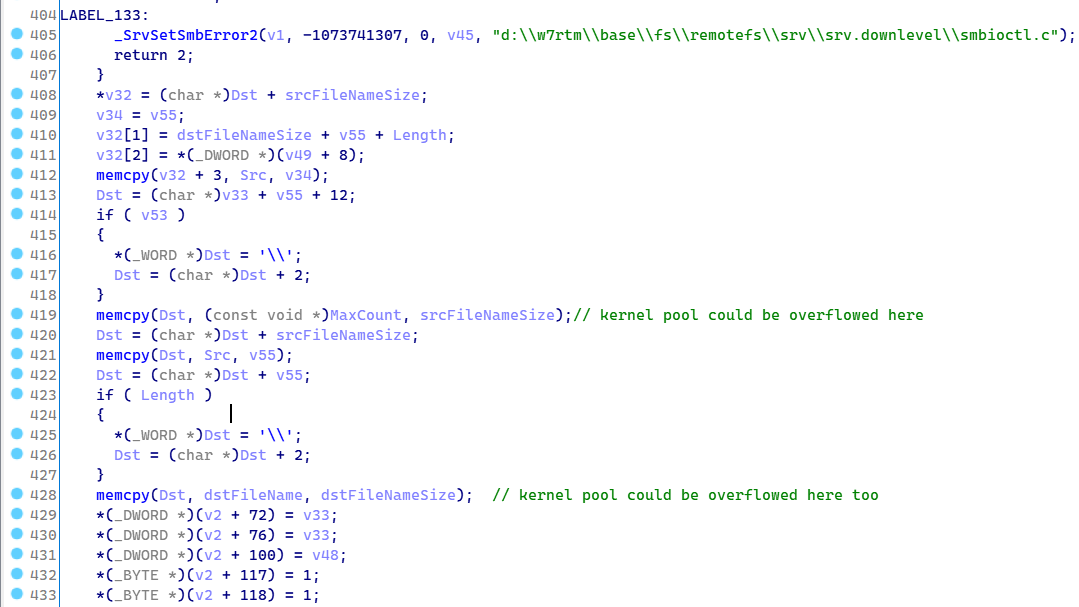 404 LABEL_133:
405 _SrvSetSmbError2(v1, -1073741307, 0, v45, "d:\\w7rtm\\base\\fs\\remotefs\\srv\\srv.downlevel\\smbioctl.c");
406 return 2;
407 }
408 *v32 = (char *)Dst + srcFileNameSize;
409 v34 = v55;
410 v32[1] = dstFileNameSize + v55 + Length;
411 v32[2] = *(_DWORD *)(v49 + 8);
412 memcpy(v32 + 3, Src, v34);
413 Dst = (char *)v33 + v55 + 12;
414 if ( v53 )
415 {
416 *(_WORD *)Dst = '\\';
417 Dst = (char *)Dst + 2;
418 }
419 memcpy(Dst, (const void *)MaxCount, srcFileNameSize);// kernel pool could be overflowed here
420 Dst = (char *)Dst + srcFileNameSize;
421 memcpy(Dst, Src, v55);
422 Dst = (char *)Dst + v55;
423 if ( Length )
424 {
425 *(_WORD *)Dst = '\\';
426 Dst = (char *)Dst + 2;
427 }
428 memcpy(Dst, dstFileName, dstFileNameSize); // kernel pool could be overflowed here too
429 *(_DWORD *)(v2 + 72) = v33;
430 *(_DWORD *)(v2 + 76) = v33;
431 *(_DWORD *)(v2 + 100) = v48;
432 *(_BYTE *)(v2 + 117) = 1;
433 *(_BYTE *)(v2 + 118) = 1;